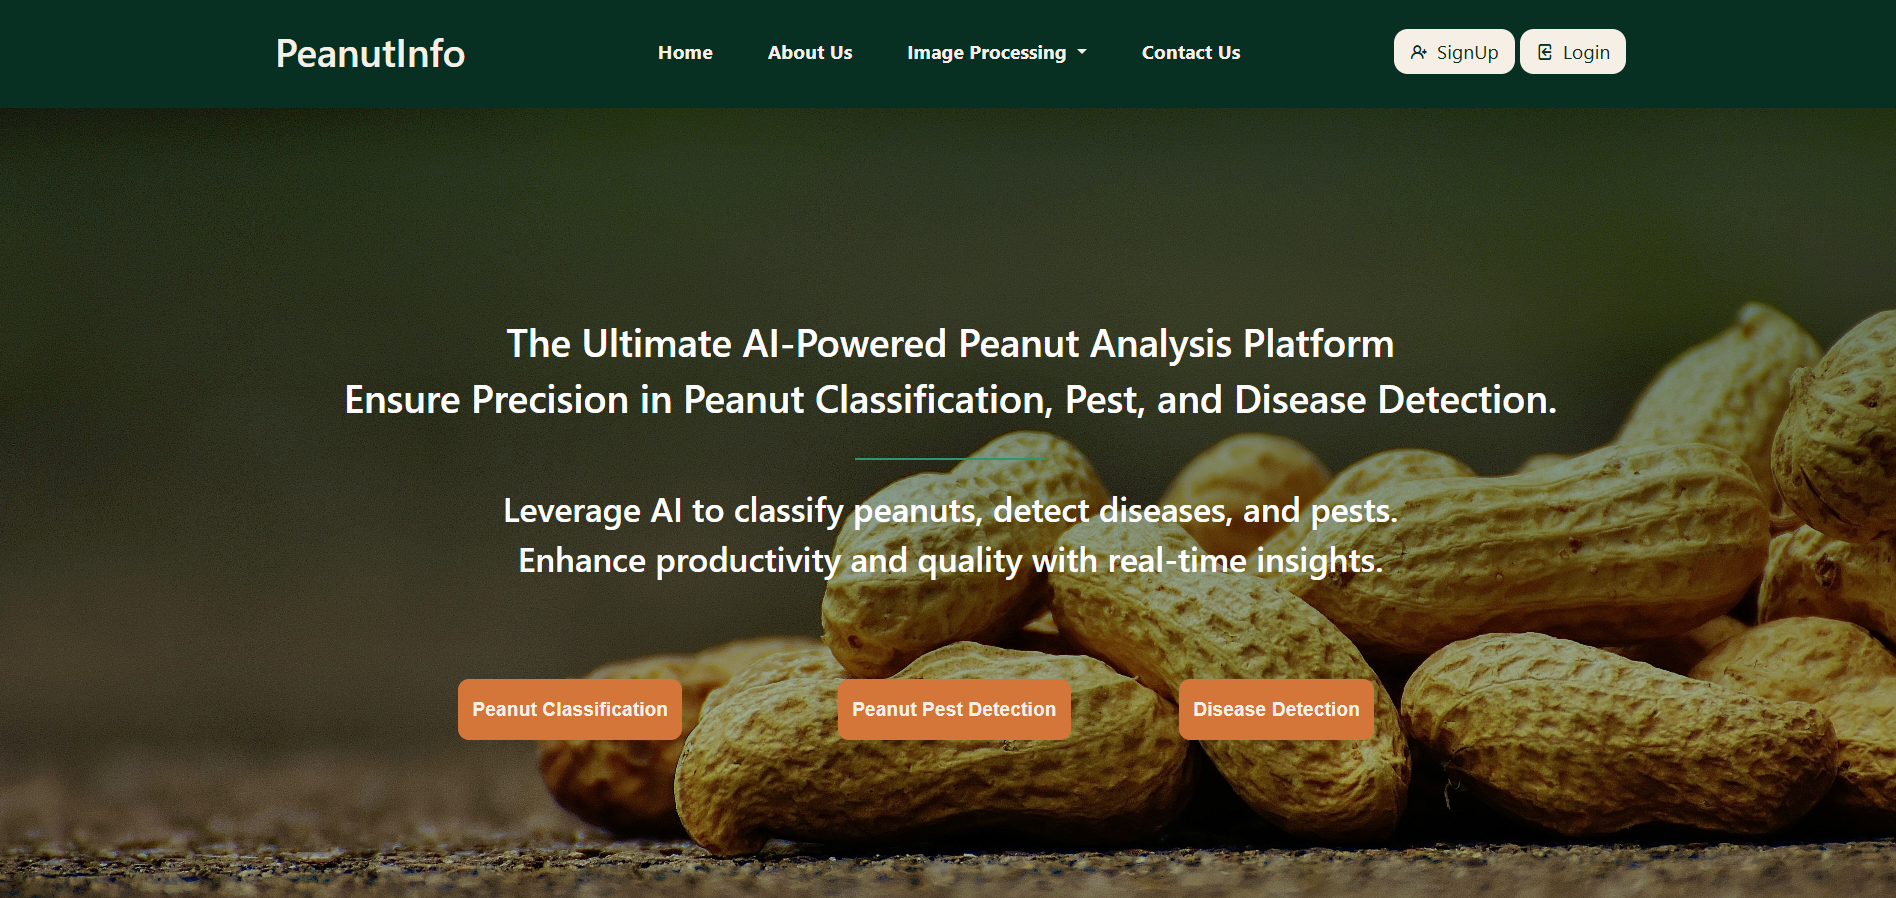 PeanutInfo
Home
About Us
Image Processing
Contact Us
SignUp
Login
The Ultimate AI-Powered Peanut Analysis Platform
Ensure Precision in Peanut Classification, Pest, and Disease Detection.
Leverage AI to classify peanuts, detect diseases, and pests.
Enhance productivity and quality with real-time insights.
Peanut Classification
Peanut Pest Detection
Disease Detection